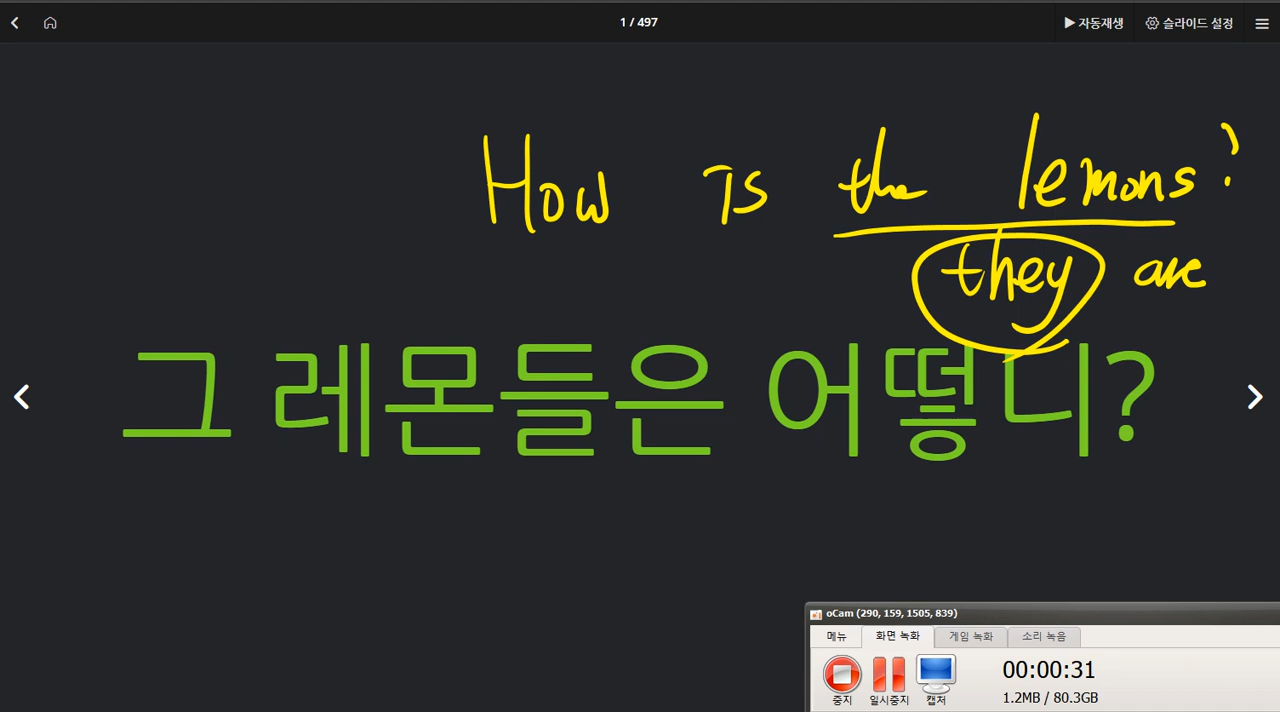 1 / 497
자동재생
슬라이드 설정
How is the lemons?
they are
그 레몬들은 어떻디?
oCam (290, 159, 1505, 839)
메뉴 화면 녹화 게임 녹화 소리 녹음
00:00:31
중지 일시중지 캡처 1.2MB / 80.3GB